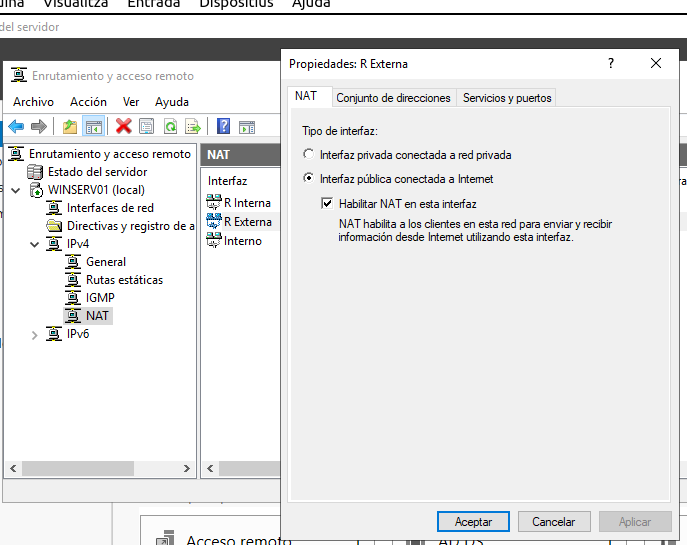 Visualitza Entrada Dispositius Ajuda
del servidor
Enrutamiento y acceso remoto
Archivo Acción Ver Ayuda
Enrutamiento y acceso remoto
Estado del servidor
WINSERV01 (local)
Interfaces de red
Directivas y registro de a
IPv4
General
Rutas estáticas
IGMP
NAT
IPv6
NAT
Interfaz
R Interna
R Externa
Interno
Propiedades: R Externa
NAT Conjunto de direcciones Servicios y puertos
Tipo de interfaz:
Interfaz privada conectada a red privada
Interfaz pública conectada a Internet
Habilitar NAT en esta interfaz
NAT habilita a los clientes en esta red para enviar y recibir
información desde Internet utilizando esta interfaz.
Aceptar Cancelar Aplicar
Acceso remoto
AD DS